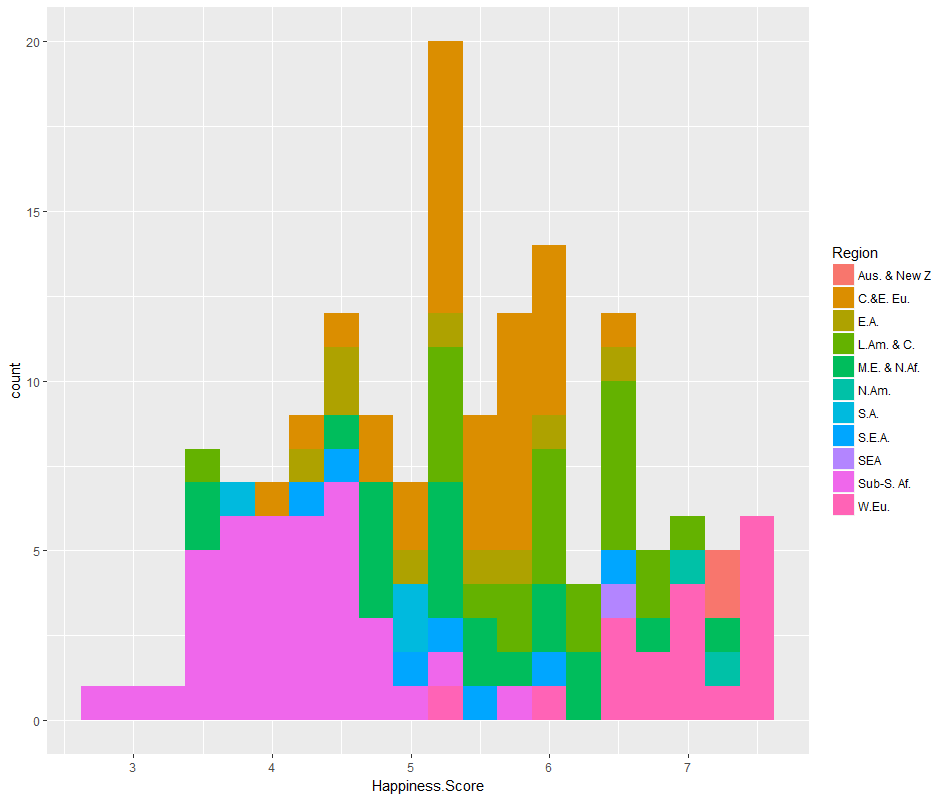 20
15
10
5
0
count
3 4 5 6 7
Happiness.Score
Region
Aus. & New Z
C.&E. Eu.
E.A.
L.Am. & C.
M.E. & N.Af.
N.Am.
S.A.
S.E.A.
SEA
Sub-S. Af.
W.Eu.